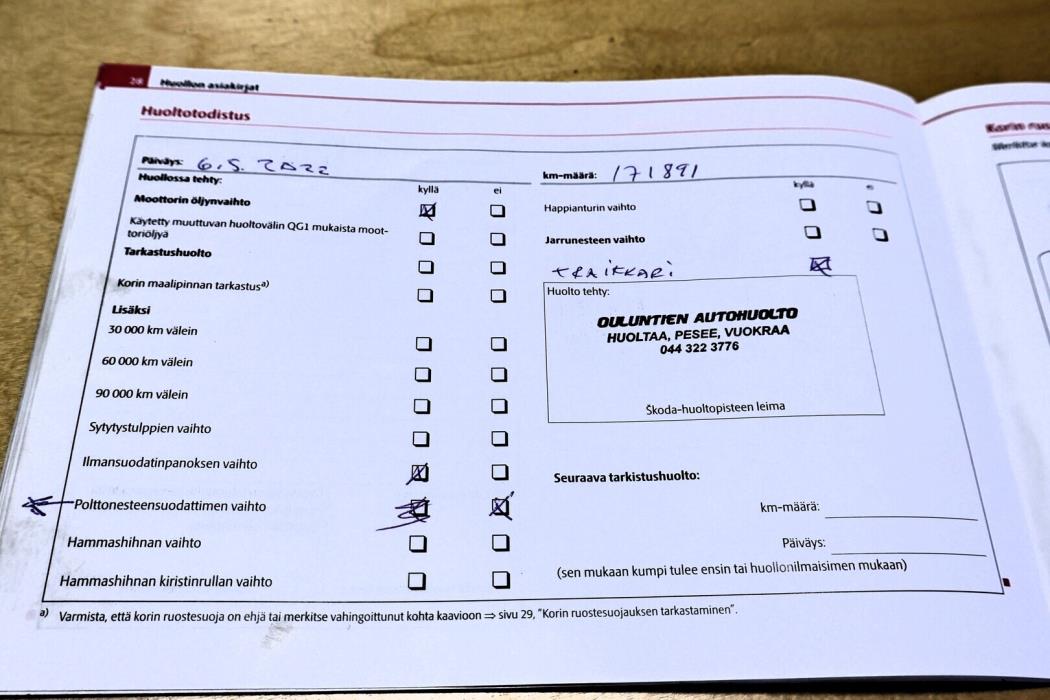 28 Huollon asiakirjat
Huoltotodistus
Päiväys: 6.5.2022
km-määrä: 171891
Huollossa tehty:
kyllä ei
Moottorin öljynvaihto
Käytetty muuttuvan huoltovälin QG1 mukaista moot-
toriöljyä
Tarkastushuolto
Korin maalipinnan tarkastusa)
Lisäksi
30 000 km välein
60 000 km välein
90 000 km välein
Sytytystulppien vaihto
Ilmansuodatinpanoksen vaihto
Polttonesteensuodattimen vaihto
Hammashihnan vaihto
Hammashihnan kiristinrullan vaihto
kyllä ei
Happianturin vaihto
Jarrunesteen vaihto
+RAiKKARi
Huolto tehty:
OULUNTIEN AUTOHUOLTO
HUOLTAA, PESEE, VUOKRAA
044 322 3776
Škoda-huoltopisteen leima
Seuraava tarkistushuolto:
km-määrä:
Päiväys:
(sen mukaan kumpi tulee ensin tai huollonilmaisimen mukaan)
a) Varmista, että korin ruostesuoja on ehjä tai merkitse vahingoittunut kohta kaavioon ⇒ sivu 29, "Korin ruostesuojauksen tarkastaminen".